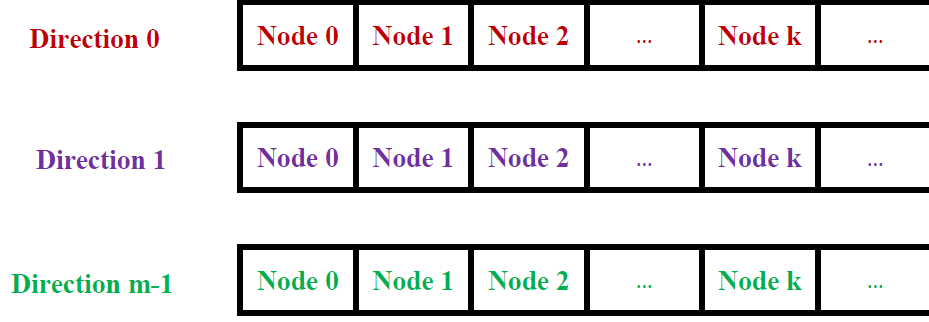 Direction 0 Node 0 Node 1 Node 2 ... Node k ...
Direction 1 Node 0 Node 1 Node 2 ... Node k ...
Direction m-1 Node 0 Node 1 Node 2 ... Node k ...